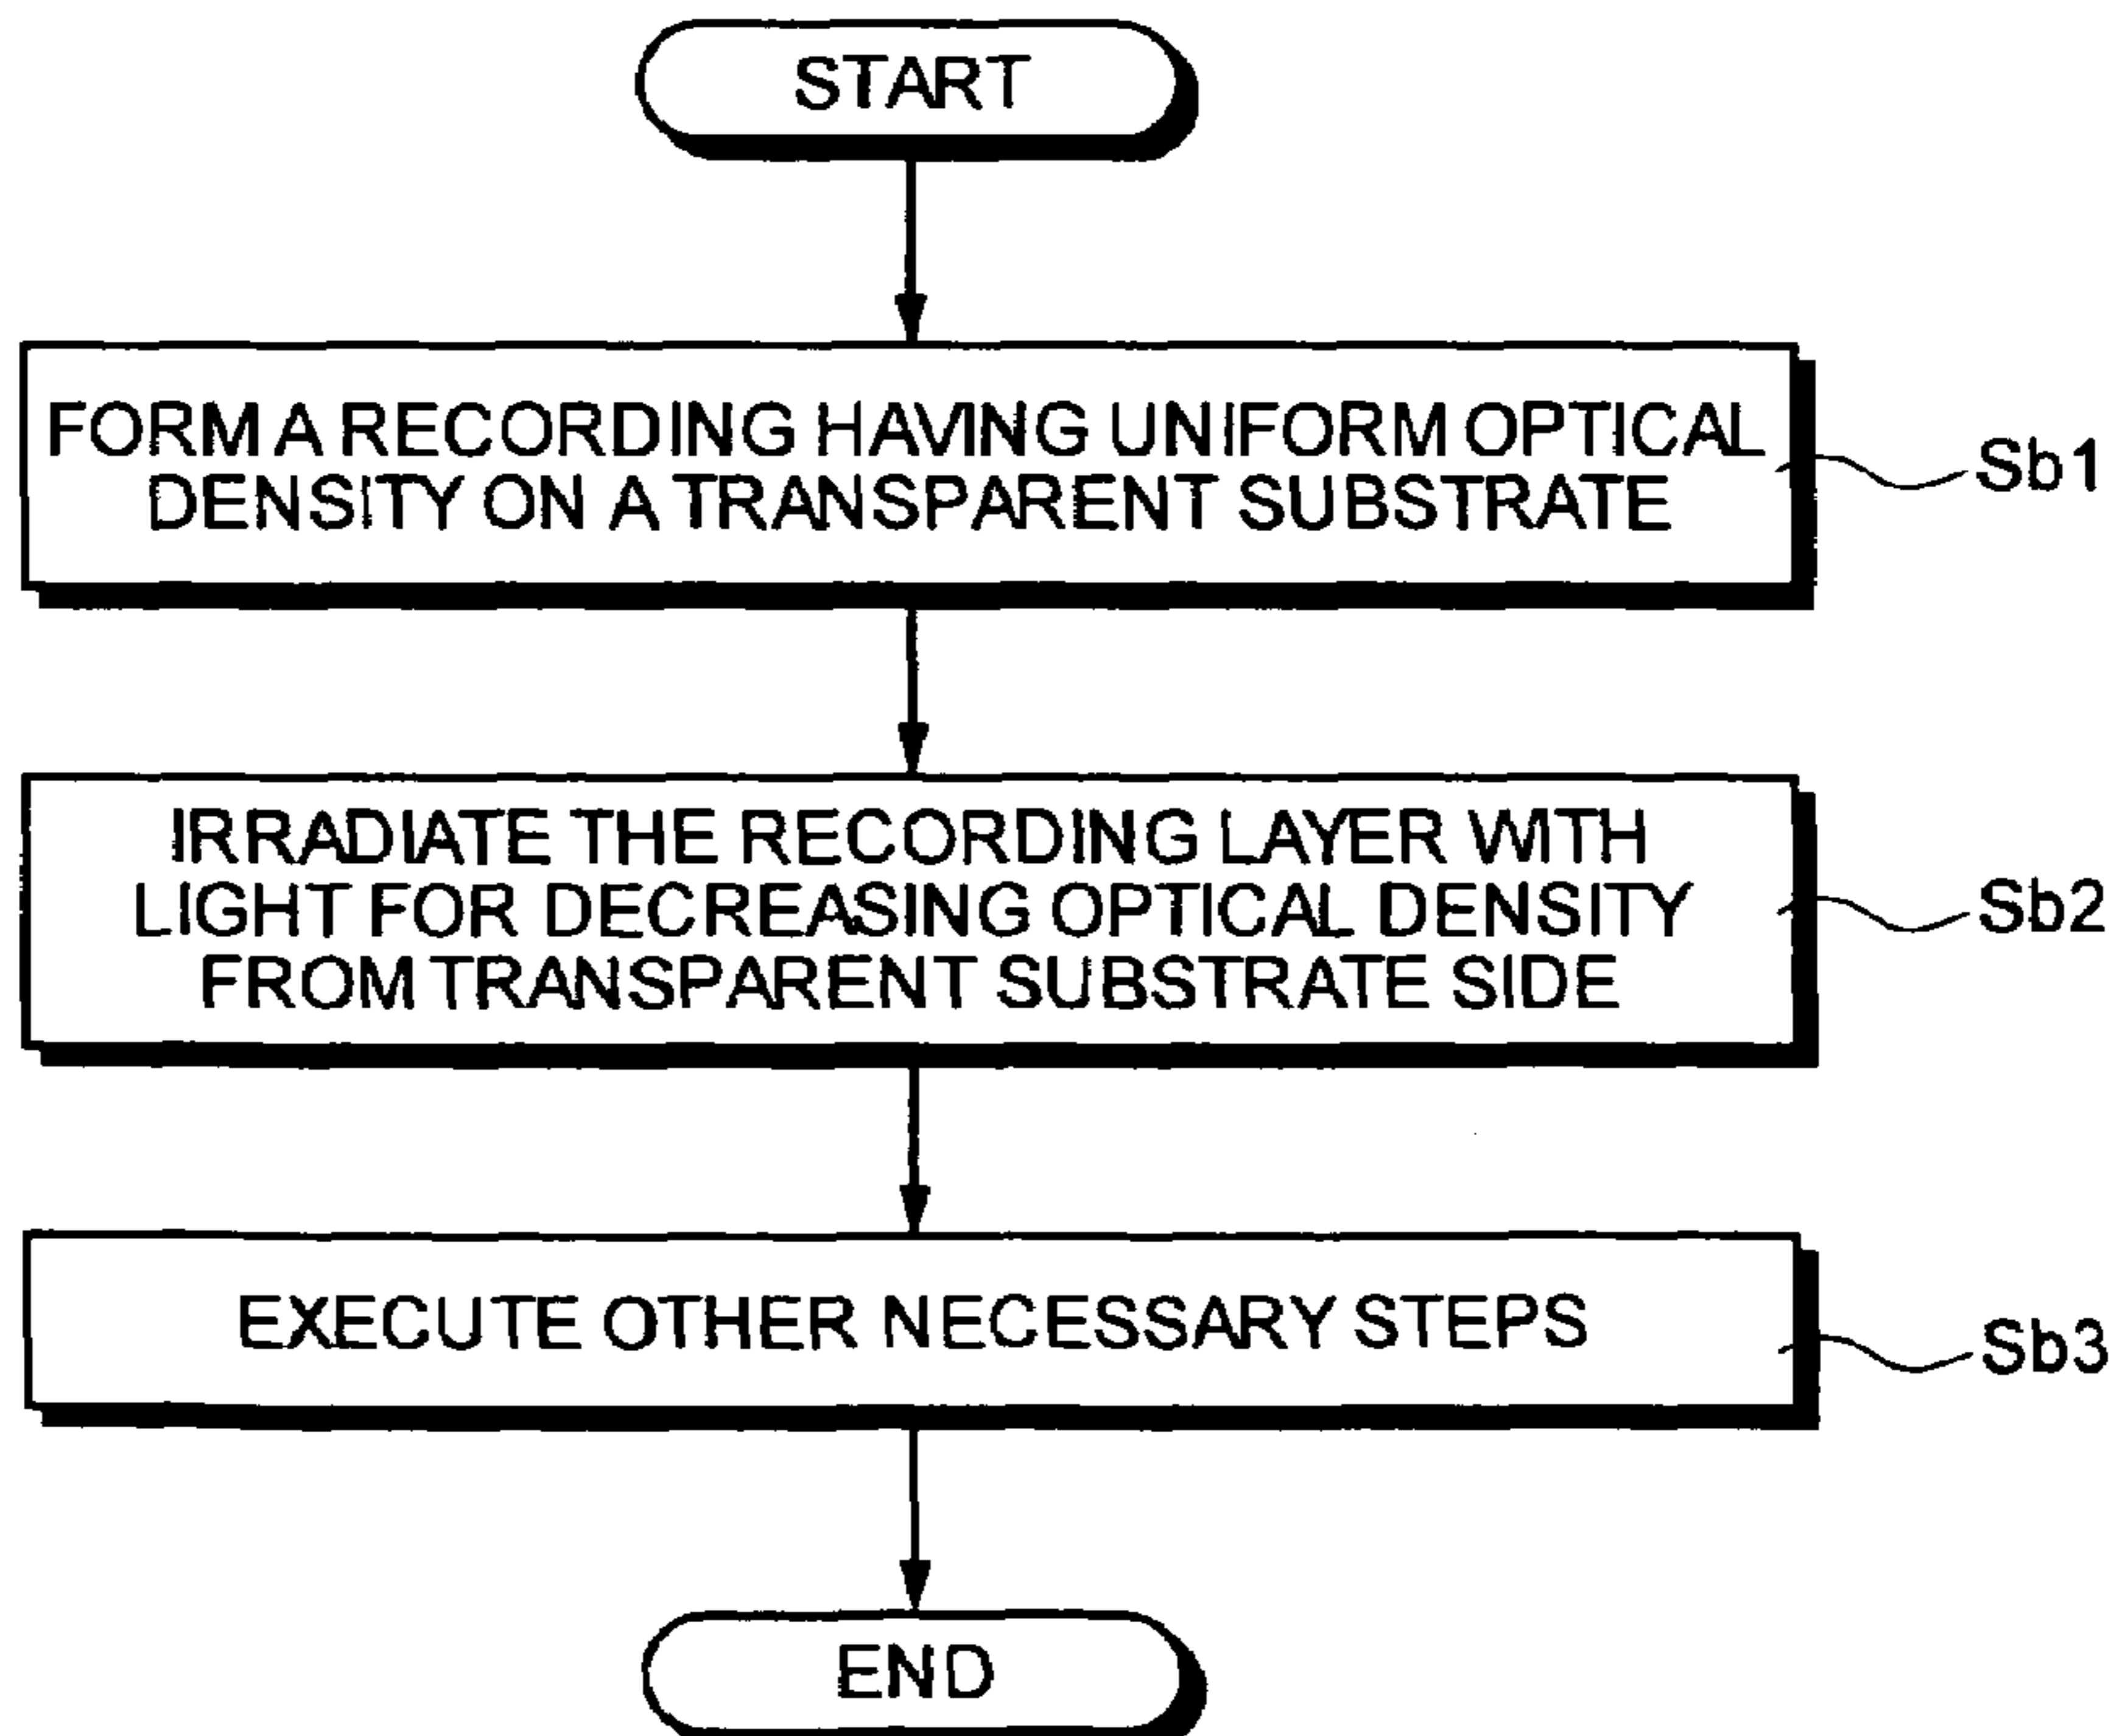 START
FORM A RECORDING HAVING UNIFORM OPTICAL
DENSITY ON A TRANSPARENT SUBSTRATE
Sb1
IRRADIATE THE RECORDING LAYER WITH
LIGHT FOR DECREASING OPTICAL DENSITY
FROM TRANSPARENT SUBSTRATE SIDE
Sb2
EXECUTE OTHER NECESSARY STEPS
Sb3
END